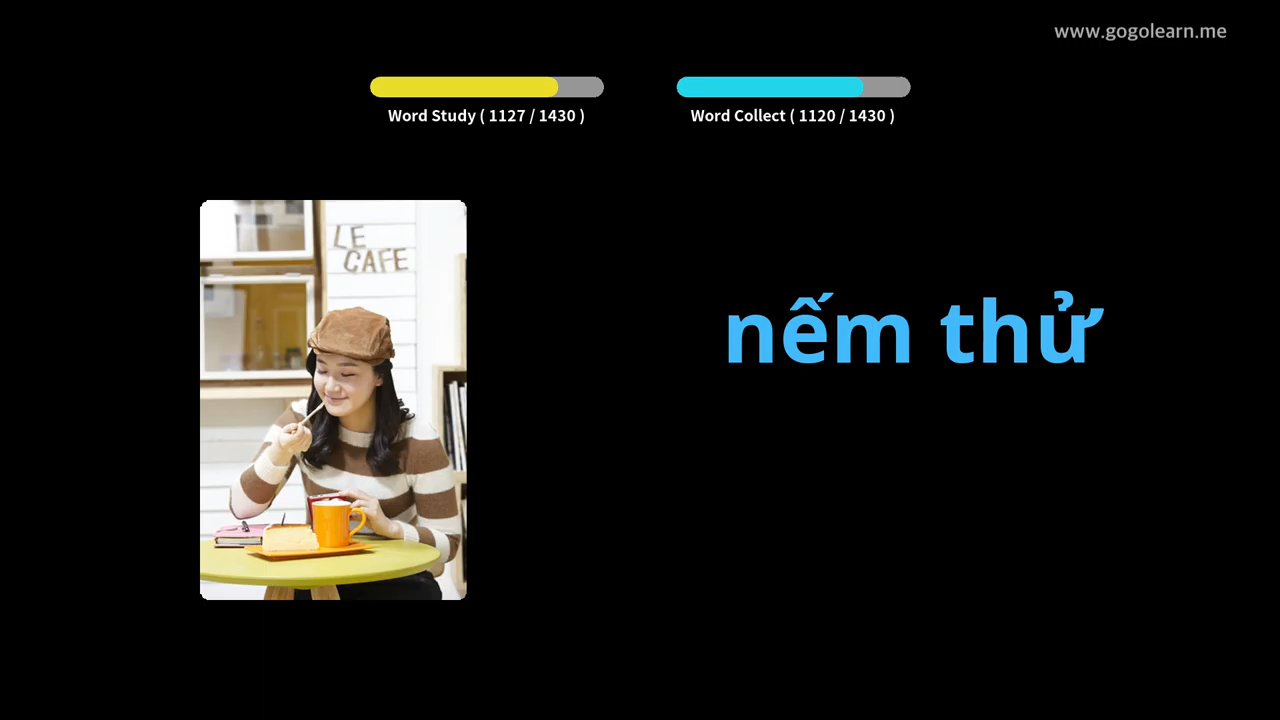 www.gogolearn.me
Word Study ( 1127 / 1430 )
Word Collect ( 1120 / 1430 )
LE
CAFE
nếm thử